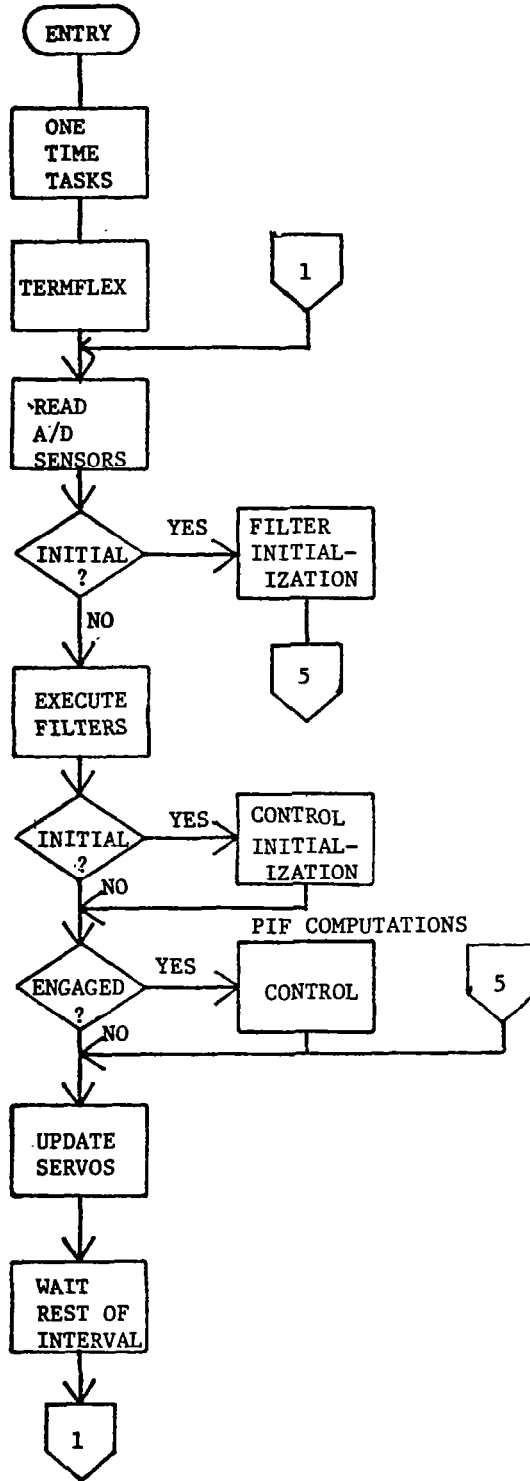 ENTRY
ONE
TIME
TASKS
TERMFLEX
1
READ
A/D
SENSORS
INITIAL
?
YES
FILTER
INITIAL-
IZATION
NO
5
EXECUTE
FILTERS
INITIAL
?
YES
CONTROL
INITIAL-
IZATION
NO
PIF COMPUTATIONS
ENGAGED
?
YES
CONTROL
5
NO
UPDATE
SERVOS
WAIT
REST OF
INTERVAL
1